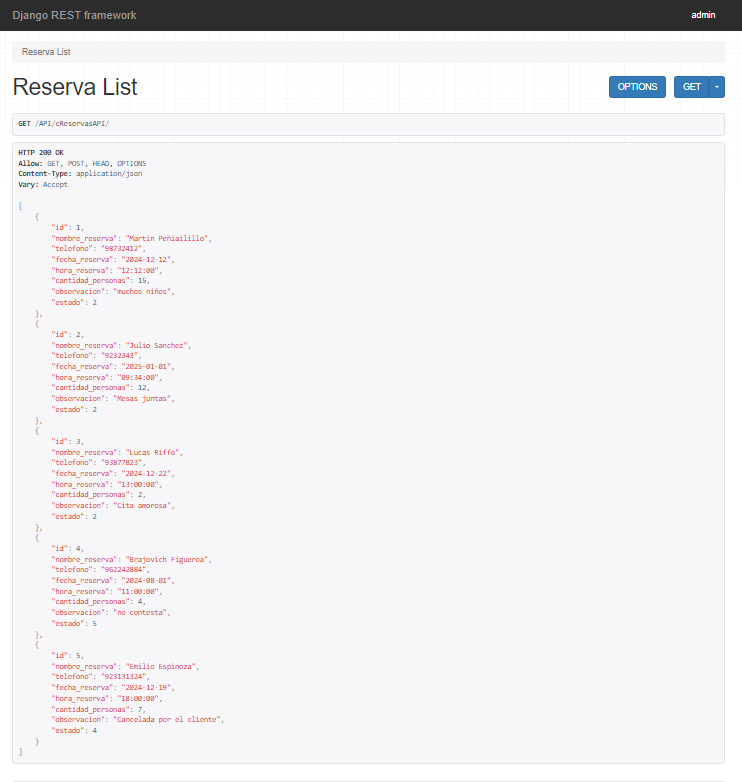 Django REST framework
admin
Reserva List
Reserva List
OPTIONS
GET
GET /API/cReservasAPI/
HTTP 200 OK
Allow: GET, POST, HEAD, OPTIONS
Content-Type: application/json
Vary: Accept
[
    {
        "id": 1,
        "nombre_reserva": "Martin Peñiailillo",
        "telefono": "98732412",
        "fecha_reserva": "2024-12-12",
        "hora_reserva": "12:12:00",
        "cantidad_personas": 15,
        "observacion": "muchos niños",
        "estado": 2
    },
    {
        "id": 2,
        "nombre_reserva": "Julio Sanchez",
        "telefono": "9232343",
        "fecha_reserva": "2025-01-01",
        "hora_reserva": "09:34:00",
        "cantidad_personas": 12,
        "observacion": "Mesas juntas",
        "estado": 2
    },
    {
        "id": 3,
        "nombre_reserva": "Lucas Riffo",
        "telefono": "93877823",
        "fecha_reserva": "2024-12-22",
        "hora_reserva": "13:00:00",
        "cantidad_personas": 2,
        "observacion": "Cita amorosa",
        "estado": 2
    },
    {
        "id": 4,
        "nombre_reserva": "Brajovich Figueroa",
        "telefono": "962242884",
        "fecha_reserva": "2024-08-01",
        "hora_reserva": "11:00:00",
        "cantidad_personas": 4,
        "observacion": "no contesta",
        "estado": 5
    },
    {
        "id": 5,
        "nombre_reserva": "Emilio Espinoza",
        "telefono": "923131324",
        "fecha_reserva": "2024-12-19",
        "hora_reserva": "18:00:00",
        "cantidad_personas": 7,
        "observacion": "Cancelada por el cliente",
        "estado": 4
    }
]